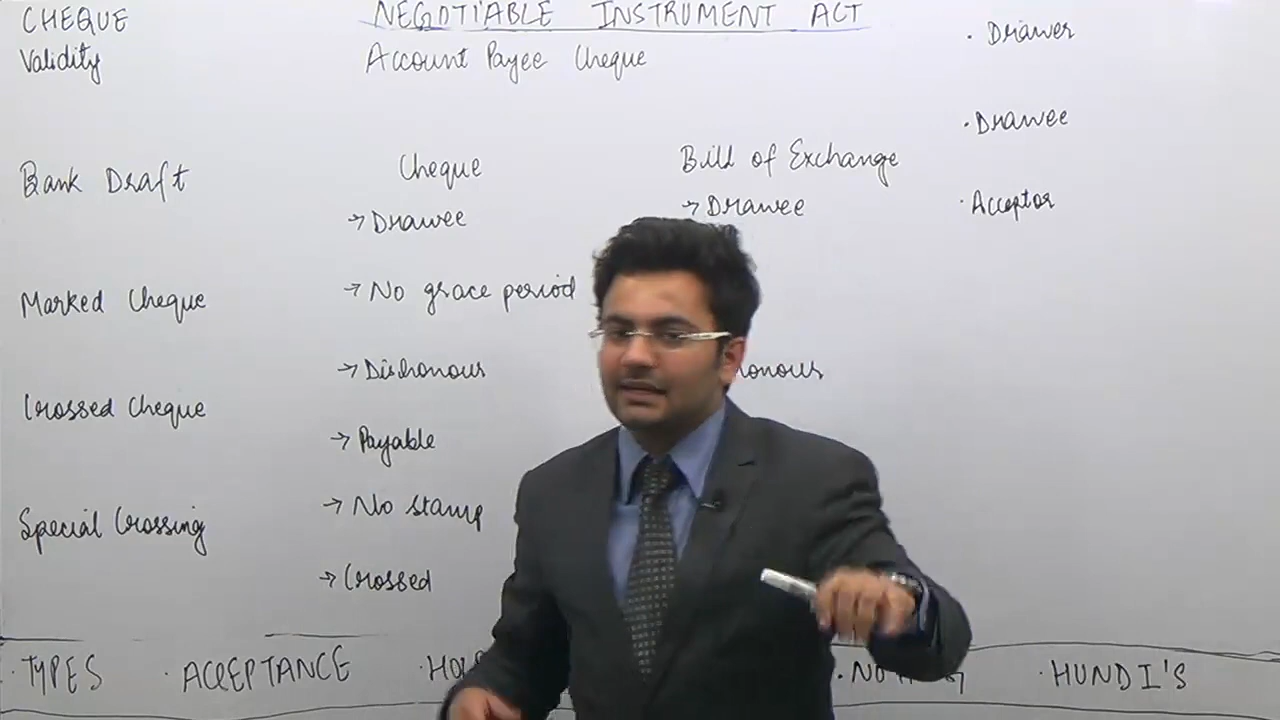 CHEQUE
Validity
Bank Draft
Marked Cheque
Crossed Cheque
Special Crossing
NEGOTIABLE INSTRUMENT ACT
Account Payee Cheque
Cheque
→ Drawee
→ No grace period
→ Dishonour
→ Payable
→ No stamp
→ Crossed
Bill of Exchange
→ Drawee
· Drawer
· Drawee
· Acceptor
· TYPES · ACCEPTANCE · HUNDI'S